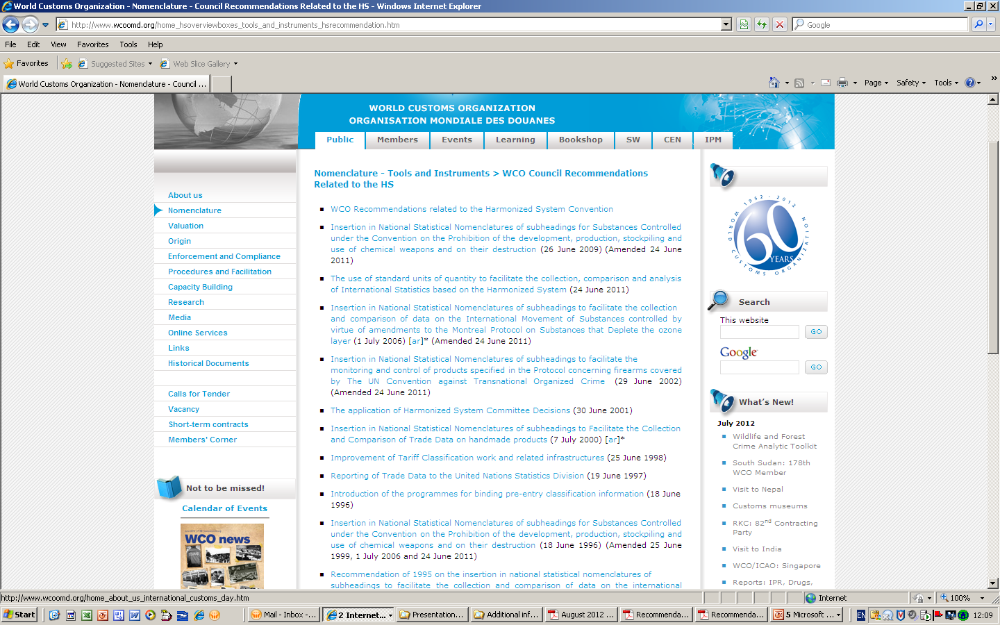 World Customs Organization - Nomenclature - Council Recommendations Related to the HS - Windows Internet Explorer
http://www.wcoomd.org/home_hsoverviewboxes_tools_and_instruments_hsrecommendation.htm
Google
File Edit View Favorites Tools Help
Favorites Suggested Sites Web Slice Gallery
World Customs Organization - Nomenclature - Council ...
Page Safety Tools
WORLD CUSTOMS ORGANIZATION
ORGANISATION MONDIALE DES DOUANES
Public Members Events Learning Bookshop SW CEN IPM
About us
Nomenclature
Valuation
Origin
Enforcement and Compliance
Procedures and Facilitation
Capacity Building
Research
Media
Online Services
Links
Historical Documents
Calls for Tender
Vacancy
Short-term contracts
Members' Corner
Not to be missed!
Calendar of Events
WCO news
Nomenclature - Tools and Instruments > WCO Council Recommendations
Related to the HS
WCO Recommendations related to the Harmonized System Convention
Insertion in National Statistical Nomenclatures of subheadings for Substances Controlled
under the Convention on the Prohibition of the development, production, stockpiling and
use of chemical weapons and on their destruction (26 June 2009) (Amended 24 June
2011)
The use of standard units of quantity to facilitate the collection, comparison and analysis
of International Statistics based on the Harmonized System (24 June 2011)
Insertion in National Statistical Nomenclatures of subheadings to facilitate the collection
and comparison of data on the International Movement of Substances controlled by
virtue of amendments to the Montreal Protocol on Substances that Deplete the ozone
layer (1 July 2006) [ar]* (Amended 24 June 2011)
Insertion in National Statistical Nomenclatures of subheadings to facilitate the
monitoring and control of products specified in the Protocol concerning firearms covered
by The UN Convention against Transnational Organized Crime (29 June 2002)
(Amended 24 June 2011)
The application of Harmonized System Committee Decisions (30 June 2001)
Insertion in National Statistical Nomenclatures of subheadings to Facilitate the Collection
and Comparison of Trade Data on handmade products (7 July 2000) [ar]*
Improvement of Tariff Classification work and related infrastructures (25 June 1998)
Reporting of Trade Data to the United Nations Statistics Division (19 June 1997)
Introduction of the programmes for binding pre-entry classification information (18 June
1996)
Insertion in National Statistical Nomenclatures of subheadings for Substances Controlled
under the Convention on the Prohibition of the development, production, stockpiling and
use of chemical weapons and on their destruction (18 June 1996) (Amended 25 June
1999, 1 July 2006 and 24 June 2011)
Recommendation of 1995 on the insertion in national statistical nomenclatures of
subheadings to facilitate the collection and comparison of data on the international
1952 - 2012
WORLD CUSTOMS ORGANIZATION
60
YEARS
Search
This website
GO
Google
GO
What's New!
July 2012
Wildlife and Forest
Crime Analytic Toolkit
South Sudan: 178th
WCO Member
Visit to Nepal
Customs museums
RKC: 82nd Contracting
Party
Visit to India
WCO/ICAO: Singapore
Reports: IPR, Drugs,
http://www.wcoomd.org/home_about_us_international_customs_day.htm
Internet
100%
Start
Mail - Inbox -...
2 Internet...
Presentation...
Additional inf...
August 2012 ...
Recommenda...
Recommenda...
5 Microsoft ...
EN
12:09